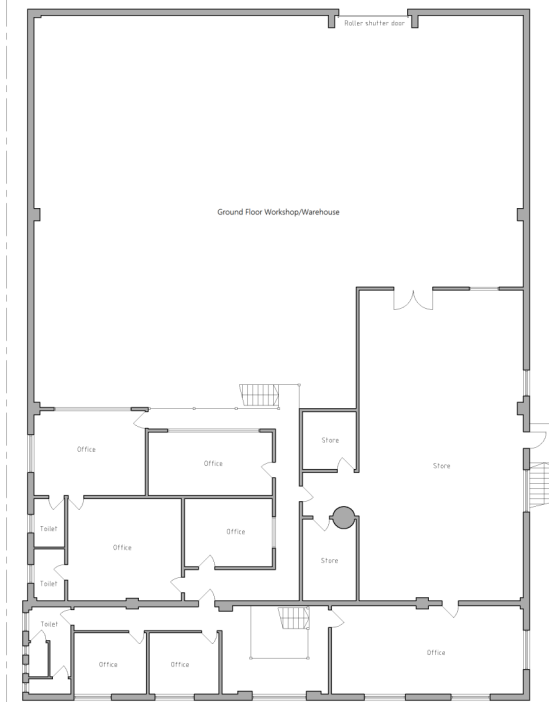 Roller shutter door
Ground Floor Workshop/Warehouse
Store
Office
Office
Store
Toilet
Office
Office
Store
Toilet
Toilet
Office
Office
Office